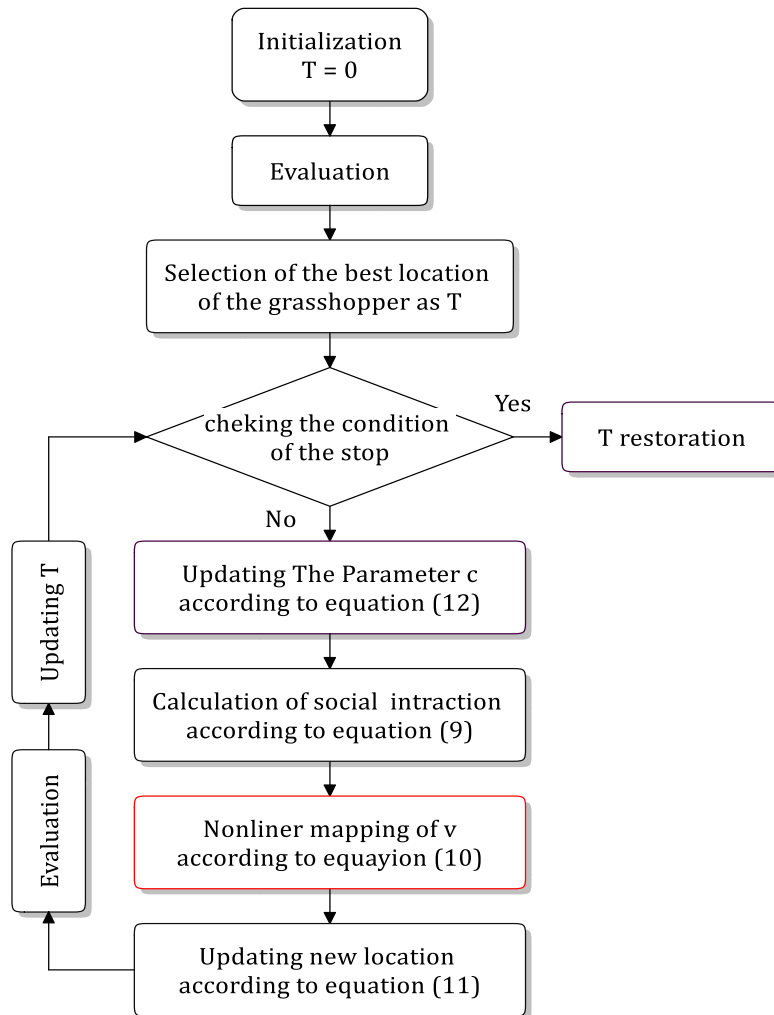 Initialization
T = 0
Evaluation
Selection of the best location
of the grasshopper as T
cheking the condition
of the stop
Yes
T restoration
No
Updating The Parameter c
according to equation (12)
Calculation of social  intraction
according to equation (9)
Nonliner mapping of v
according to equayion (10)
Updating new location
according to equation (11)
Evaluation
Updating T